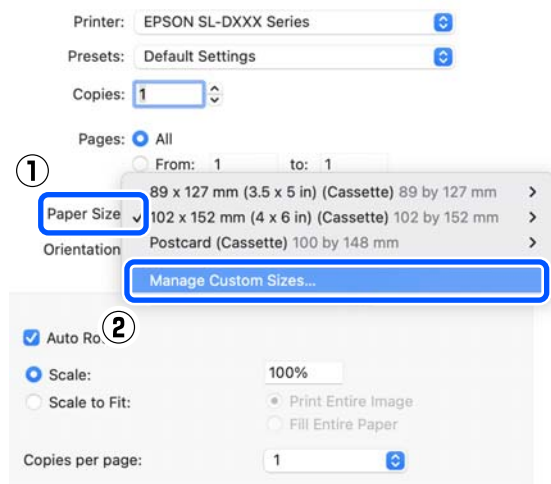 Printer: EPSON SL-DXXX Series
Presets: Default Settings
Copies: 1
Pages: All
From: 1 to: 1
①
89 x 127 mm (3.5 x 5 in) (Cassette) 89 by 127 mm
Paper Size ✓ 102 x 152 mm (4 x 6 in) (Cassette) 102 by 152 mm
Orientation Postcard (Cassette) 100 by 148 mm
Manage Custom Sizes...
②
Auto Ro
Scale: 100%
Scale to Fit: Print Entire Image
Fill Entire Paper
Copies per page: 1